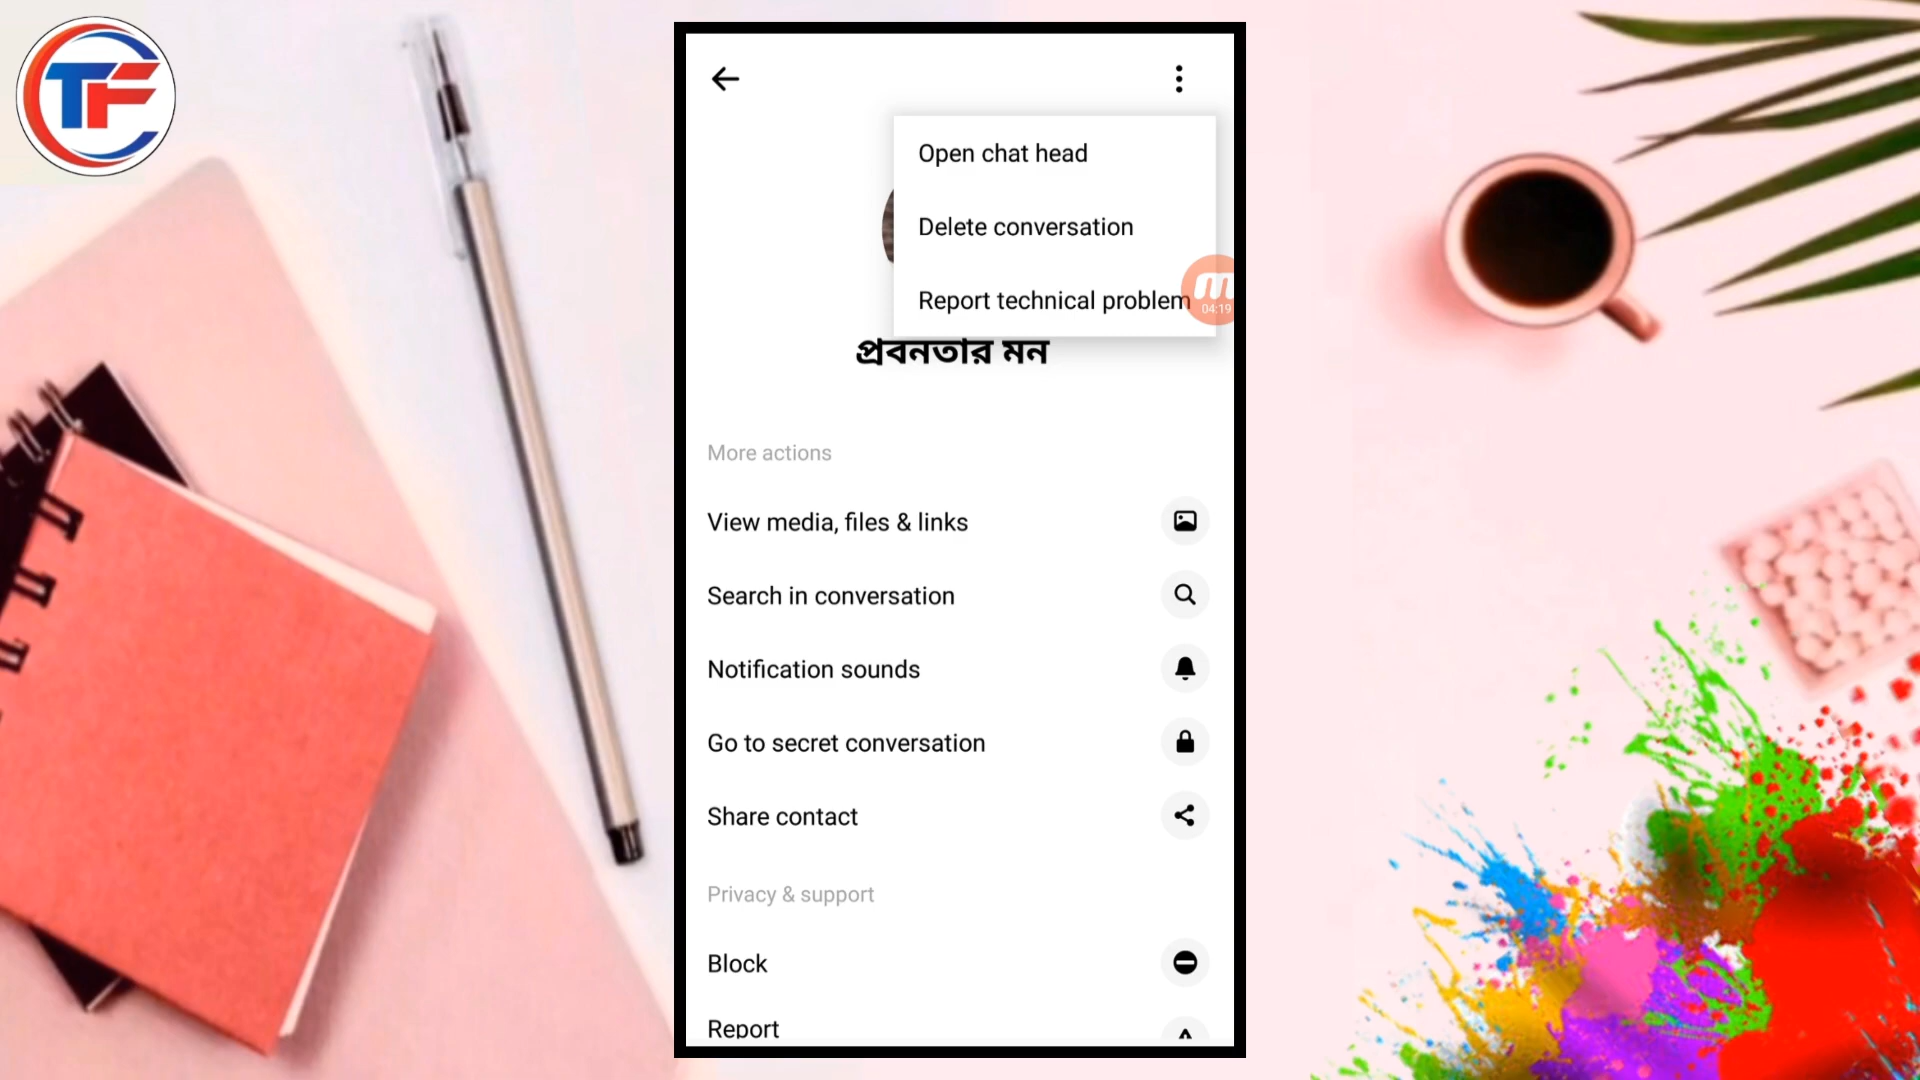 TF
Open chat head
Delete conversation
Report technical problem
04:19
প্রবনতার মন
More actions
View media, files & links
Search in conversation
Notification sounds
Go to secret conversation
Share contact
Privacy & support
Block
Report